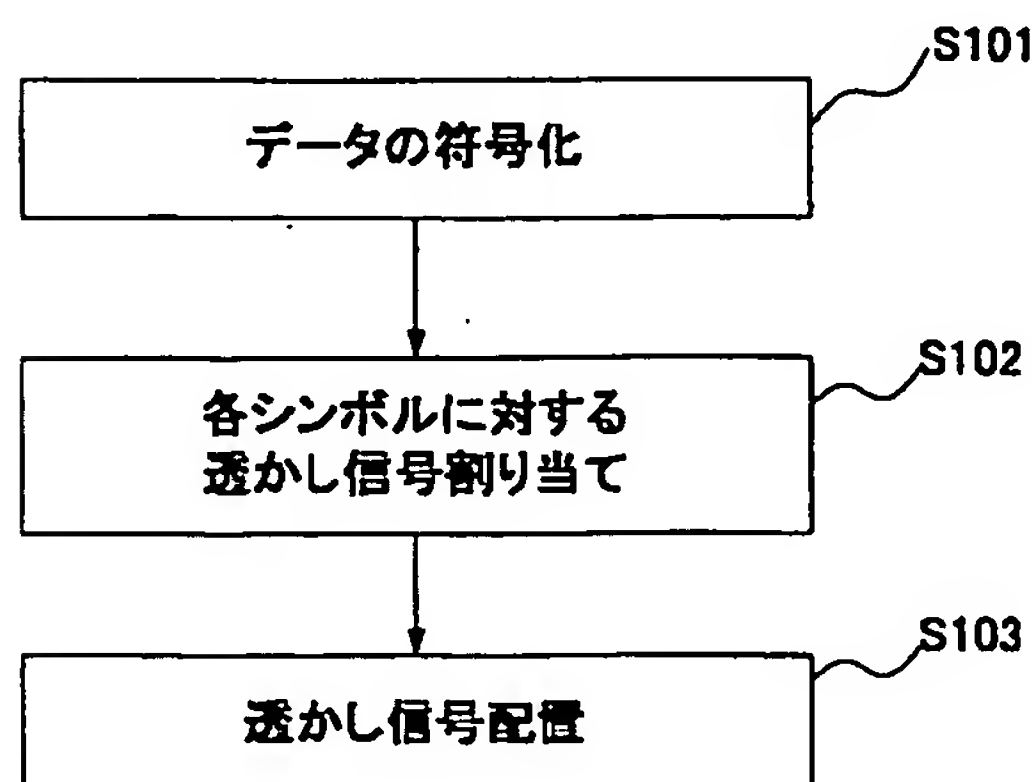 S101
データの符号化
S102
各シンボルに対する
透かし信号割り当て
S103
透かし信号配置